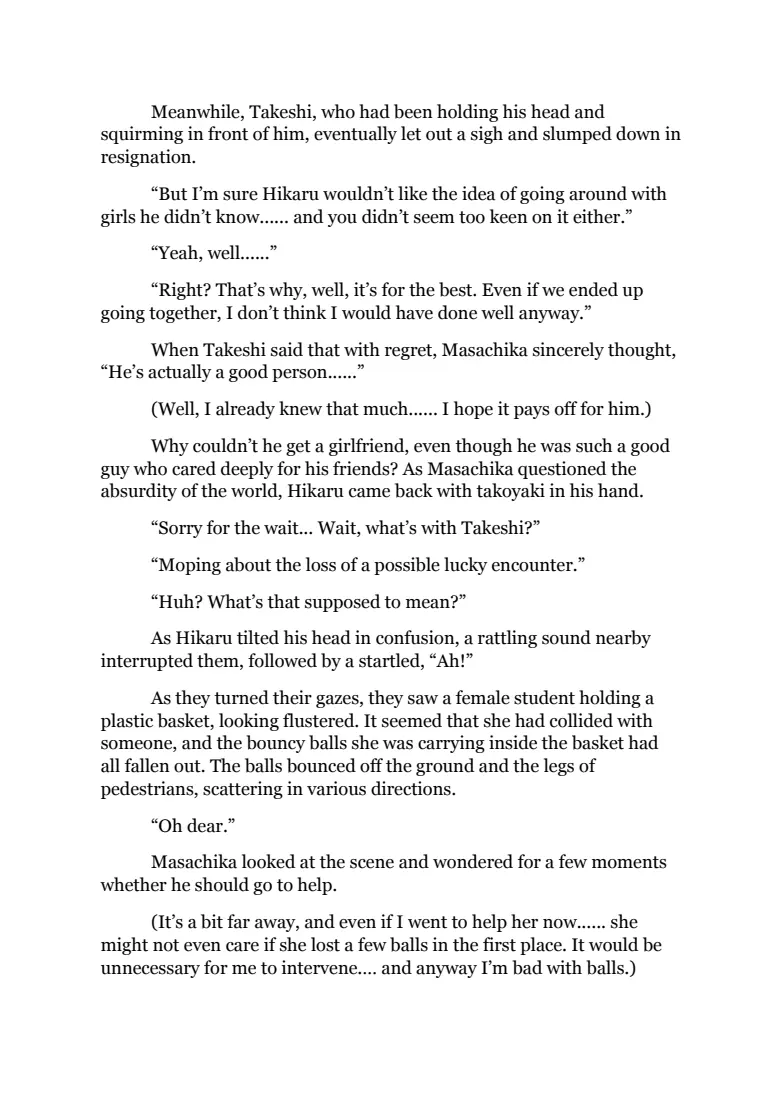 Meanwhile, Takeshi, who had been holding his head and
squirming in front of him, eventually let out a sigh and slumped down in
resignation.
“But I’m sure Hikaru wouldn’t like the idea of going around with
girls he didn’t know...... and you didn’t seem too keen on it either.”
“Yeah, well......”
“Right? That’s why, well, it’s for the best. Even if we ended up
going together, I don’t think I would have done well anyway.”
When Takeshi said that with regret, Masachika sincerely thought,
“He’s actually a good person......”
(Well, I already knew that much...... I hope it pays off for him.)
Why couldn’t he get a girlfriend, even though he was such a good
guy who cared deeply for his friends? As Masachika questioned the
absurdity of the world, Hikaru came back with takoyaki in his hand.
“Sorry for the wait... Wait, what’s with Takeshi?”
“Moping about the loss of a possible lucky encounter.”
“Huh? What’s that supposed to mean?”
As Hikaru tilted his head in confusion, a rattling sound nearby
interrupted them, followed by a startled, “Ah!”
As they turned their gazes, they saw a female student holding a
plastic basket, looking flustered. It seemed that she had collided with
someone, and the bouncy balls she was carrying inside the basket had
all fallen out. The balls bounced off the ground and the legs of
pedestrians, scattering in various directions.
“Oh dear.”
Masachika looked at the scene and wondered for a few moments
whether he should go to help.
(It’s a bit far away, and even if I went to help her now...... she
might not even care if she lost a few balls in the first place. It would be
unnecessary for me to intervene.... and anyway I’m bad with balls.)